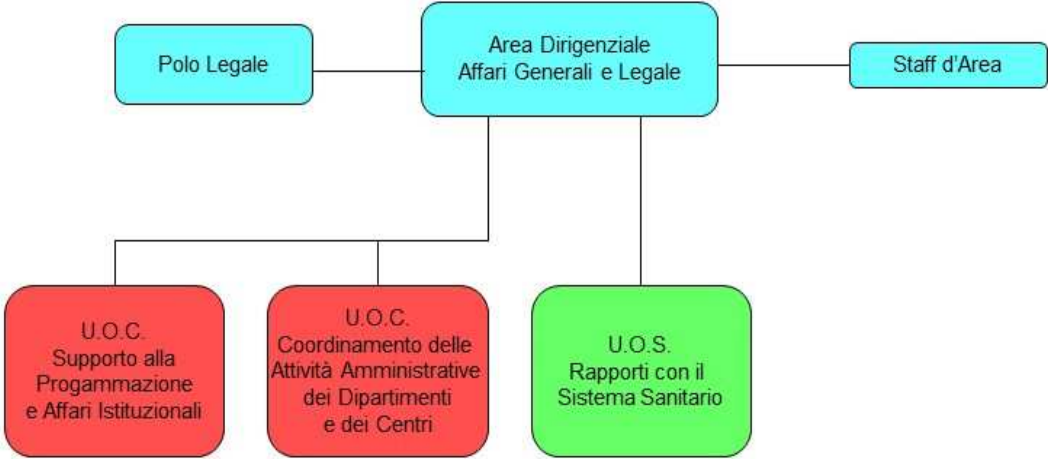 Polo Legale
Area Dirigenziale
Affari Generali e Legale
Staff d'Area
U.O.C.
Supporto alla
Progammazione
e Affari Istituzionali
U.O.C.
Coordinamento delle
Attività Amministrative
dei Dipartimenti
e dei Centri
U.O.S.
Rapporti con il
Sistema Sanitario